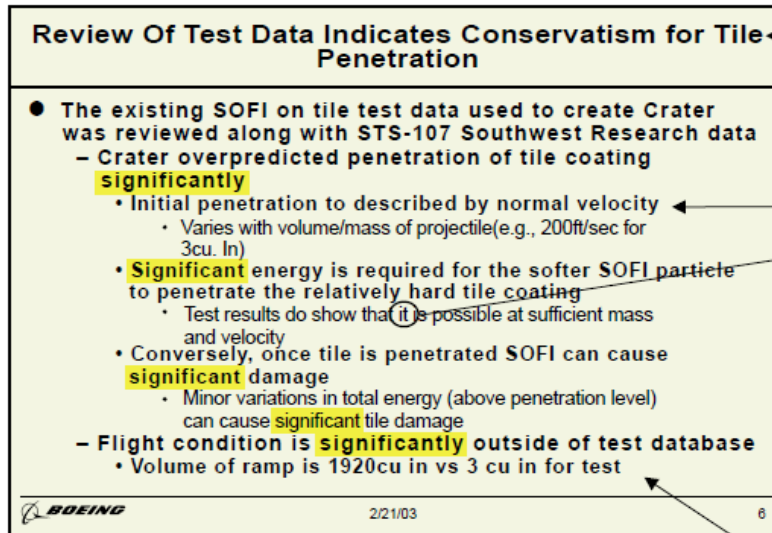 Review Of Test Data Indicates Conservatism for Tile
Penetration
● The existing SOFI on tile test data used to create Crater
was reviewed along with STS-107 Southwest Research data
– Crater overpredicted penetration of tile coating
significantly
• Initial penetration to described by normal velocity
• Varies with volume/mass of projectile(e.g., 200ft/sec for
3cu. In)
• Significant energy is required for the softer SOFI particle
to penetrate the relatively hard tile coating
• Test results do show that it is possible at sufficient mass
and velocity
• Conversely, once tile is penetrated SOFI can cause
significant damage
• Minor variations in total energy (above penetration level)
can cause significant tile damage
– Flight condition is significantly outside of test database
• Volume of ramp is 1920cu in vs 3 cu in for test
BOEING 2/21/03 6